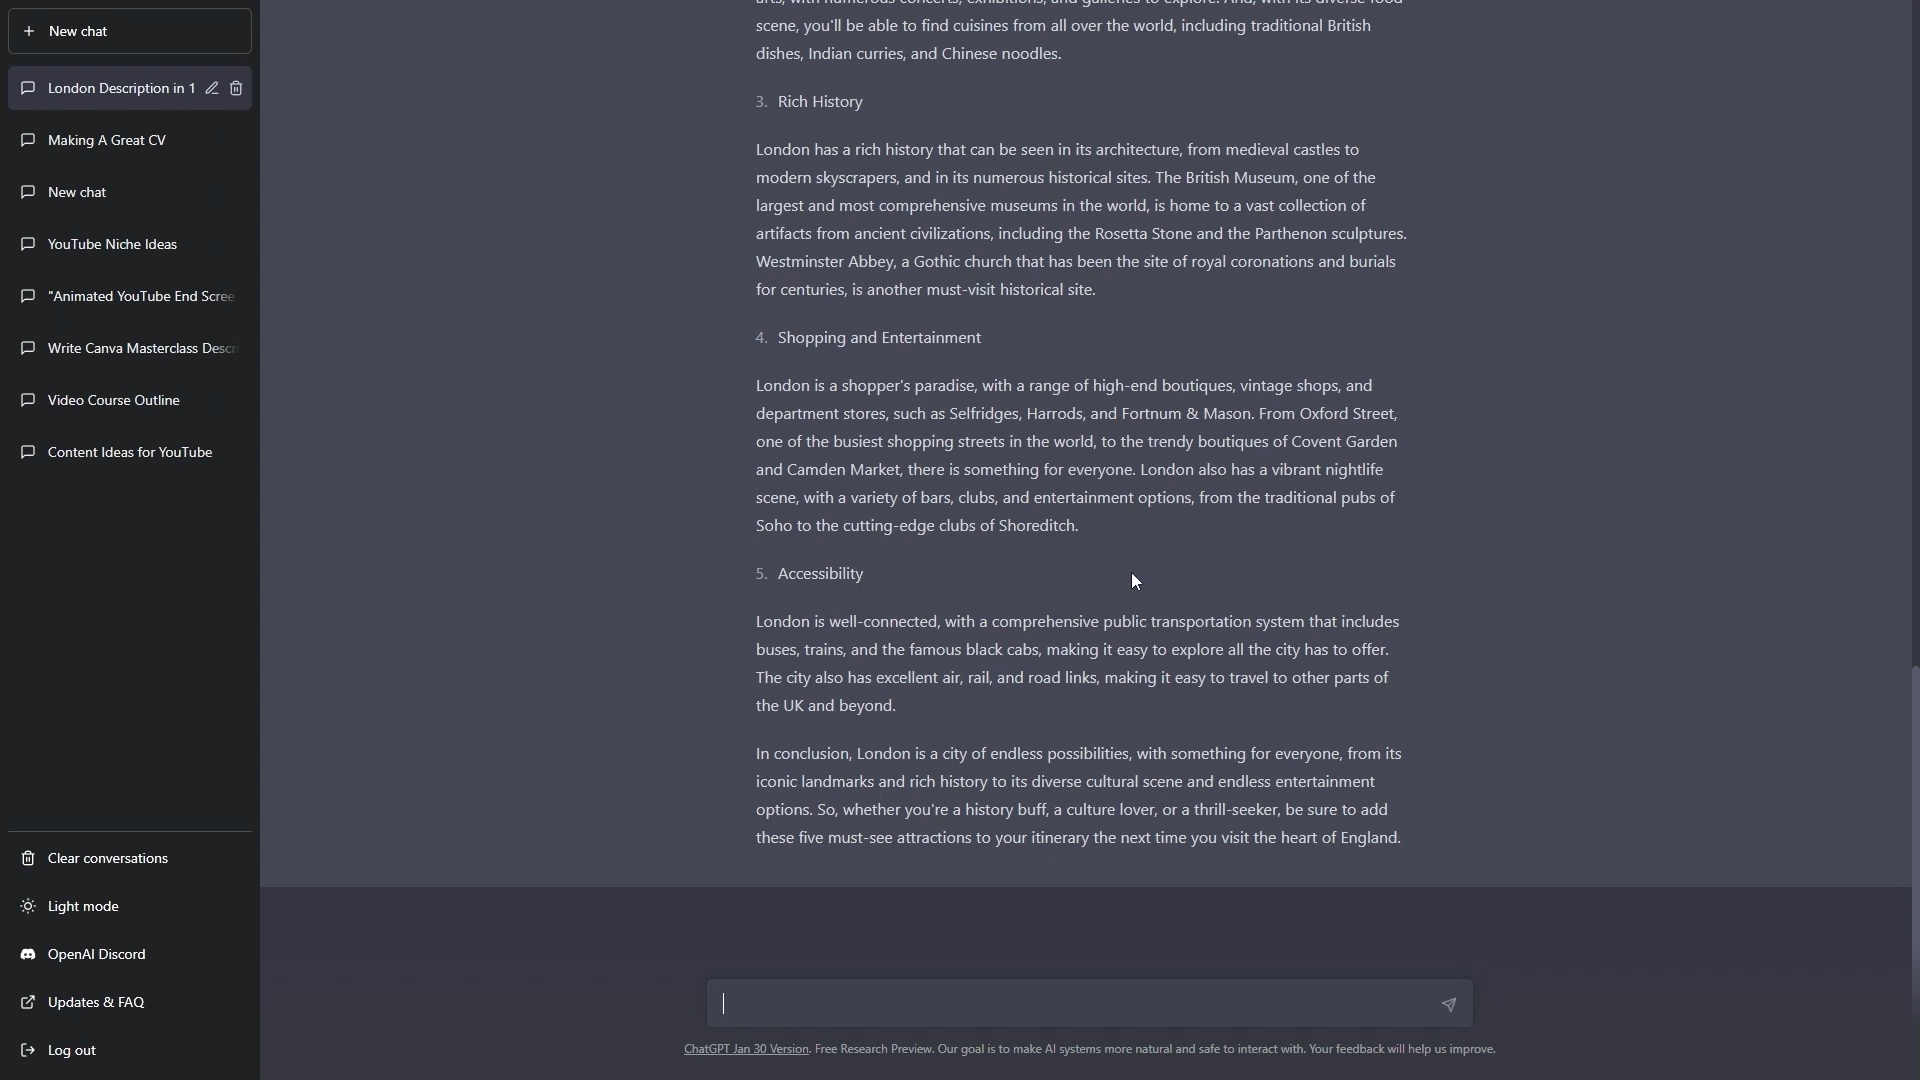 New chat
London Description in 1
Making A Great CV
New chat
YouTube Niche Ideas
"Animated YouTube End Scree
Write Canva Masterclass Descr
Video Course Outline
Content Ideas for YouTube
Clear conversations
Light mode
OpenAI Discord
Updates & FAQ
Log out
scene, you'll be able to find cuisines from all over the world, including traditional British
dishes, Indian curries, and Chinese noodles.
3. Rich History
London has a rich history that can be seen in its architecture, from medieval castles to
modern skyscrapers, and in its numerous historical sites. The British Museum, one of the
largest and most comprehensive museums in the world, is home to a vast collection of
artifacts from ancient civilizations, including the Rosetta Stone and the Parthenon sculptures.
Westminster Abbey, a Gothic church that has been the site of royal coronations and burials
for centuries, is another must-visit historical site.
4. Shopping and Entertainment
London is a shopper's paradise, with a range of high-end boutiques, vintage shops, and
department stores, such as Selfridges, Harrods, and Fortnum & Mason. From Oxford Street,
one of the busiest shopping streets in the world, to the trendy boutiques of Covent Garden
and Camden Market, there is something for everyone. London also has a vibrant nightlife
scene, with a variety of bars, clubs, and entertainment options, from the traditional pubs of
Soho to the cutting-edge clubs of Shoreditch.
5. Accessibility
London is well-connected, with a comprehensive public transportation system that includes
buses, trains, and the famous black cabs, making it easy to explore all the city has to offer.
The city also has excellent air, rail, and road links, making it easy to travel to other parts of
the UK and beyond.
In conclusion, London is a city of endless possibilities, with something for everyone, from its
iconic landmarks and rich history to its diverse cultural scene and endless entertainment
options. So, whether you're a history buff, a culture lover, or a thrill-seeker, be sure to add
these five must-see attractions to your itinerary the next time you visit the heart of England.
ChatGPT Jan 30 Version. Free Research Preview. Our goal is to make AI systems more natural and safe to interact with. Your feedback will help us improve.